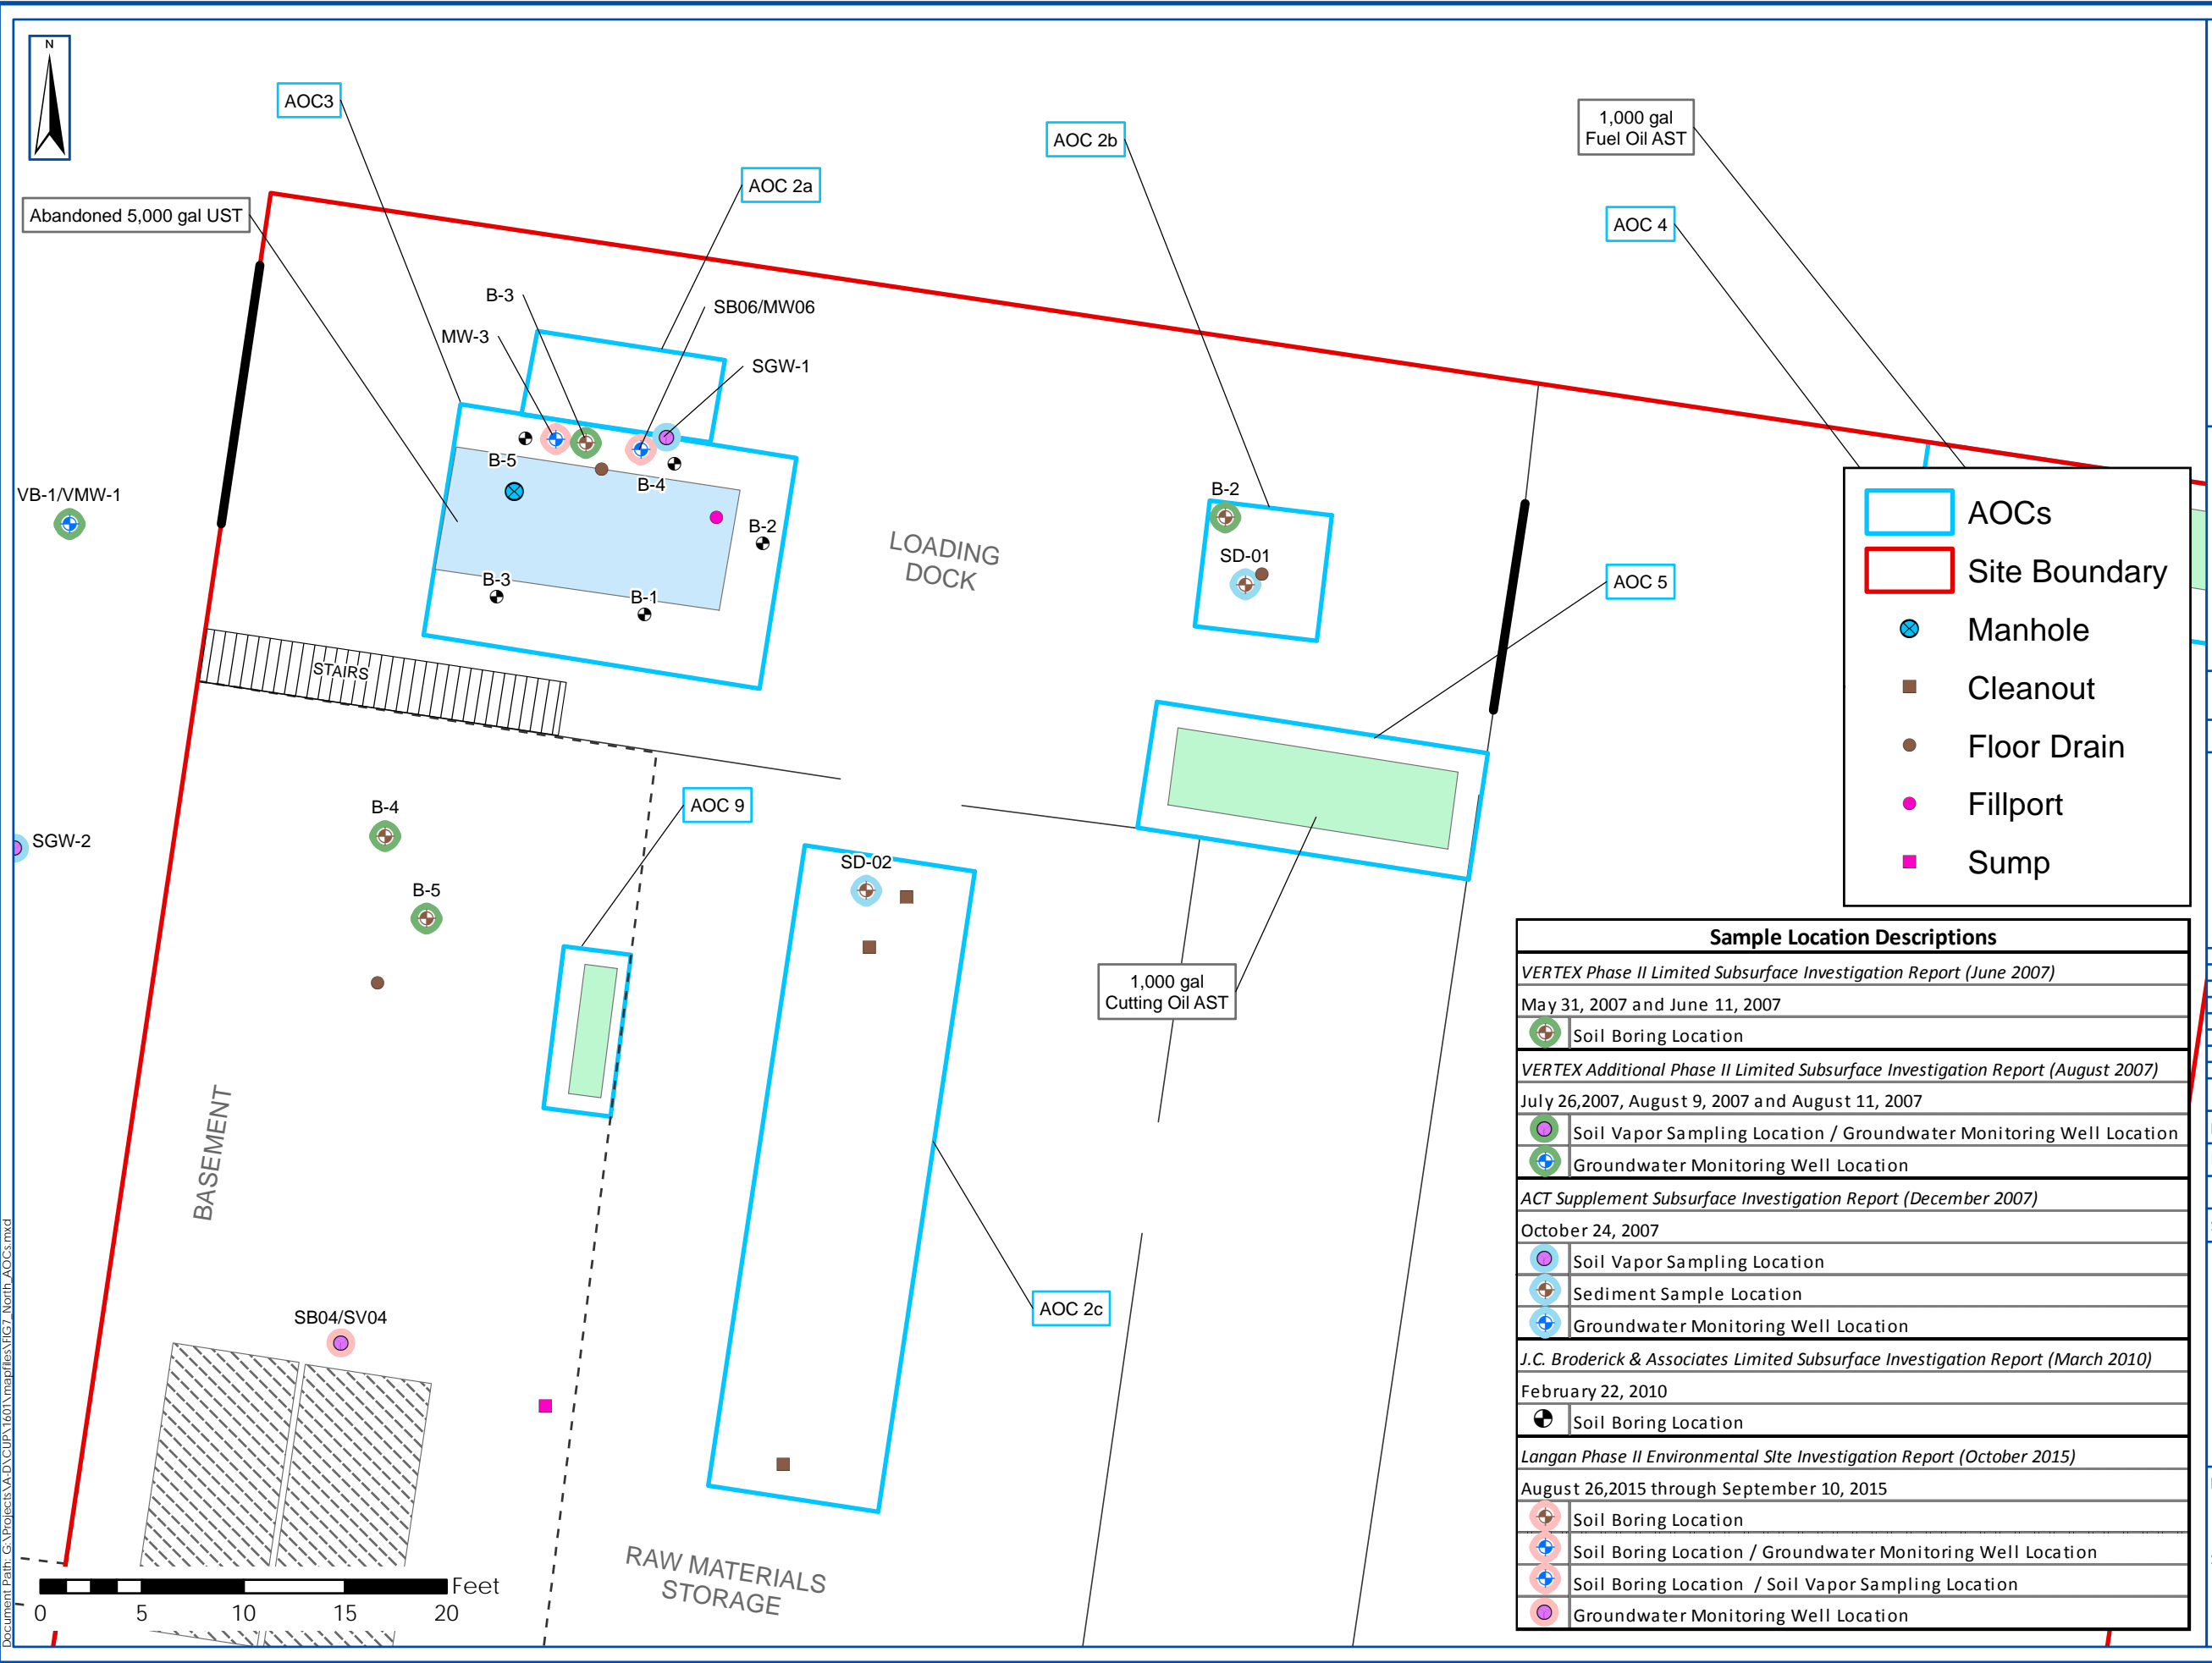 N
AOC3
AOC 2a
AOC 2b
1,000 gal
Fuel Oil AST
AOC 4
Abandoned 5,000 gal UST
B-3
SB06/MW06
MW-3
SGW-1
B-5
B-4
B-2
B-3
B-1
VB-1/VMW-1
LOADING
DOCK
B-2
SD-01
AOC 5
STAIRS
AOC 9
B-4
SGW-2
B-5
SD-02
1,000 gal
Cutting Oil AST
BASEMENT
AOC 2c
SB04/SV04
RAW MATERIALS
STORAGE
Feet
0 5 10 15 20
Document Path: G:\Projects\A-D\CUP\1601\mapfiles\FIG7_North_AOCs.mxd
AOCs
Site Boundary
Manhole
Cleanout
Floor Drain
Fillport
Sump
Sample Location Descriptions
VERTEX Phase II Limited Subsurface Investigation Report (June 2007)
May 31, 2007 and June 11, 2007
Soil Boring Location
VERTEX Additional Phase II Limited Subsurface Investigation Report (August 2007)
July 26,2007, August 9, 2007 and August 11, 2007
Soil Vapor Sampling Location / Groundwater Monitoring Well Location
Groundwater Monitoring Well Location
ACT Supplement Subsurface Investigation Report (December 2007)
October 24, 2007
Soil Vapor Sampling Location
Sediment Sample Location
Groundwater Monitoring Well Location
J.C. Broderick & Associates Limited Subsurface Investigation Report (March 2010)
February 22, 2010
Soil Boring Location
Langan Phase II Environmental SIte Investigation Report (October 2015)
August 26,2015 through September 10, 2015
Soil Boring Location
Soil Boring Location / Groundwater Monitoring Well Location
Soil Boring Location / Soil Vapor Sampling Location
Groundwater Monitoring Well Location